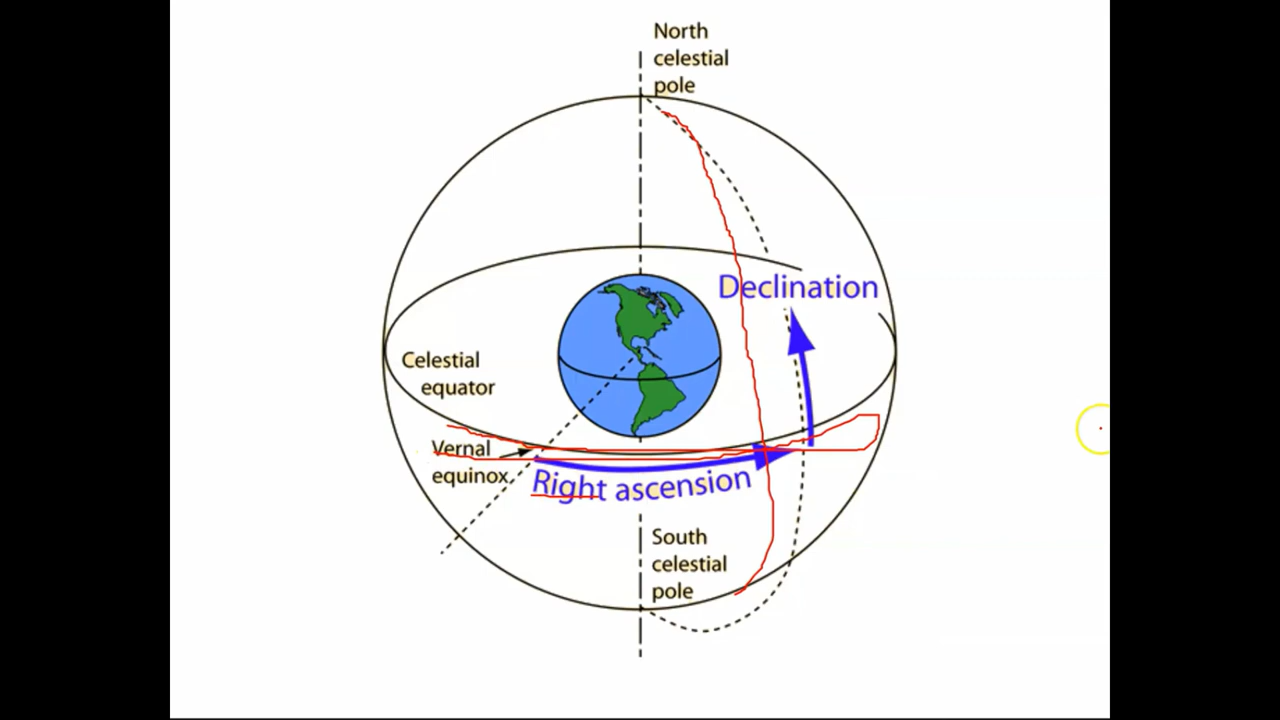 North
celestial
pole
Declination
Celestial
equator
Vernal
equinox
Right ascension
South
celestial
pole